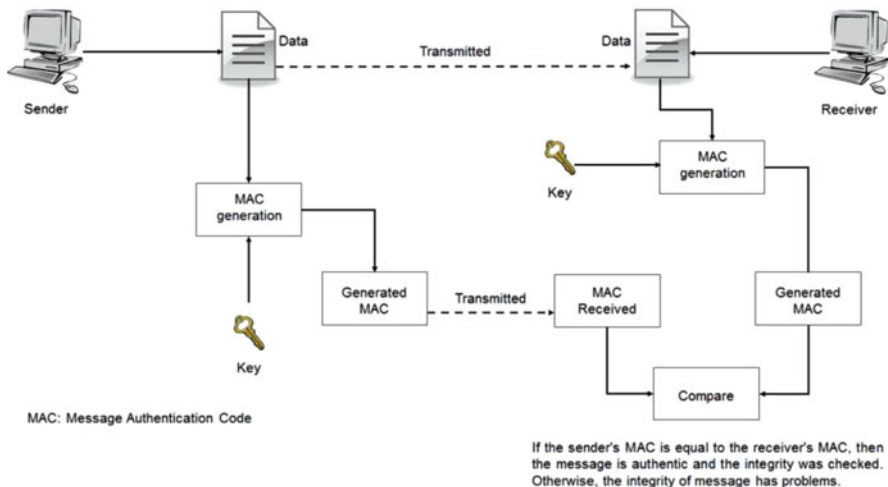 Data
Transmitted
Data
Sender
Receiver
MAC
generation
Key
MAC
generation
Generated
MAC
Transmitted
MAC
Received
Generated
MAC
Key
Compare
MAC: Message Authentication Code
If the sender's MAC is equal to the receiver's MAC, then
the message is authentic and the integrity was checked.
Otherwise, the integrity of message has problems.